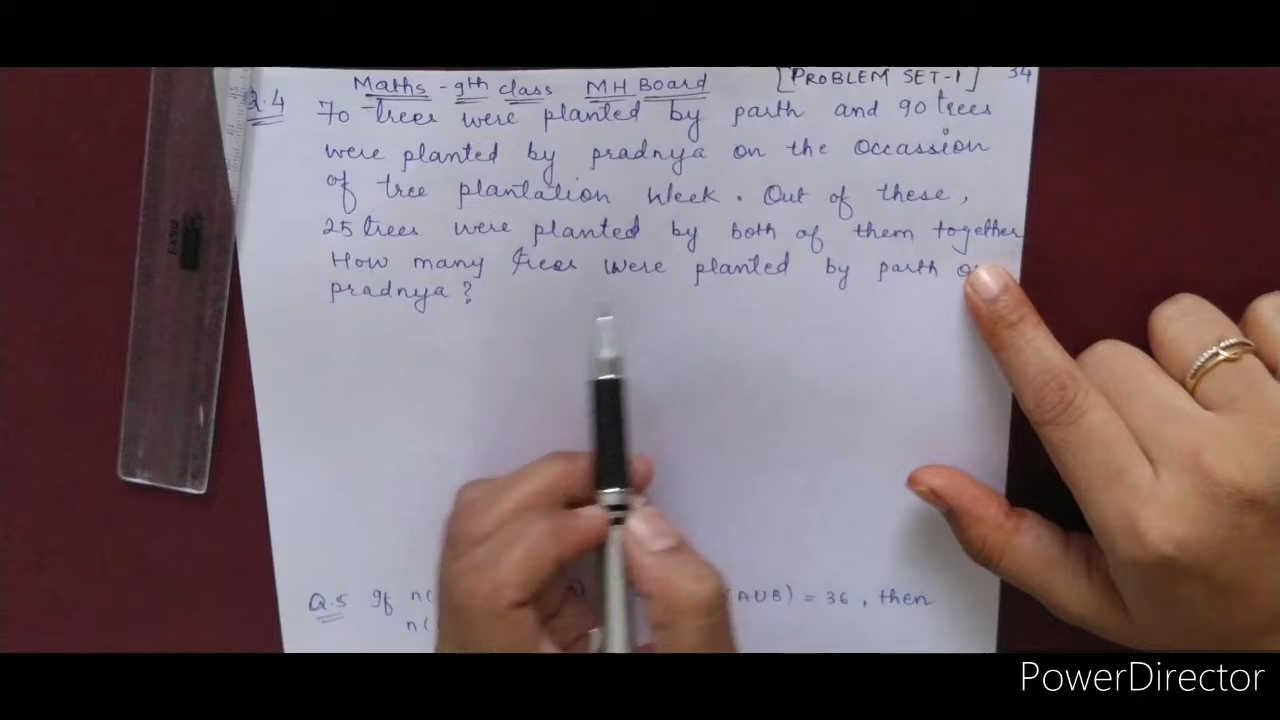 Maths - 9th class MH Board [PROBLEM SET-1] 34
Q.4 70 trees were planted by parth and 90 trees
were planted by pradnya on the occassion
of tree plantation week. Out of these,
25 trees were planted by both of them together
How many trees were planted by parth
pradnya?
Q.5 If n( AUB) = 36, then
n(
PowerDirector